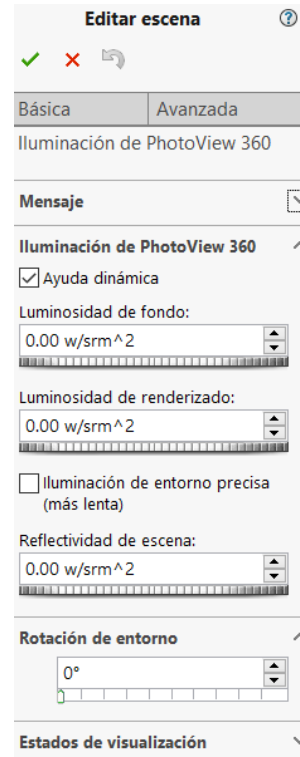 Editar escena
Básica
Avanzada
Iluminación de PhotoView 360
Mensaje
Iluminación de PhotoView 360
Ayuda dinámica
Luminosidad de fondo:
0.00 w/srm^2
Luminosidad de renderizado:
0.00 w/srm^2
Iluminación de entorno precisa
(más lenta)
Reflectividad de escena:
0.00 w/srm^2
Rotación de entorno
0°
Estados de visualización